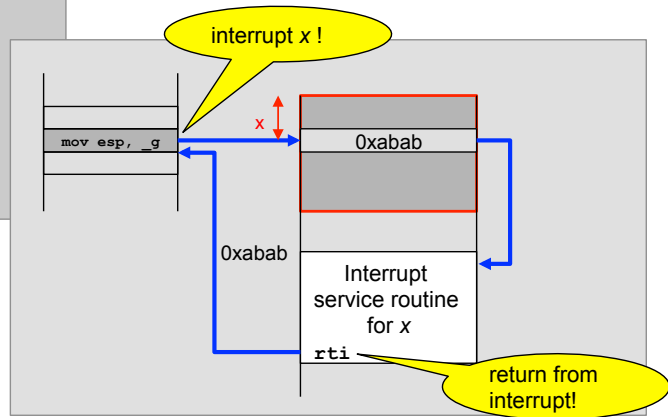 interrupt x !
x
mov esp, _g
0xabab
0xabab
Interrupt
service routine
for x
rti
return from
interrupt!